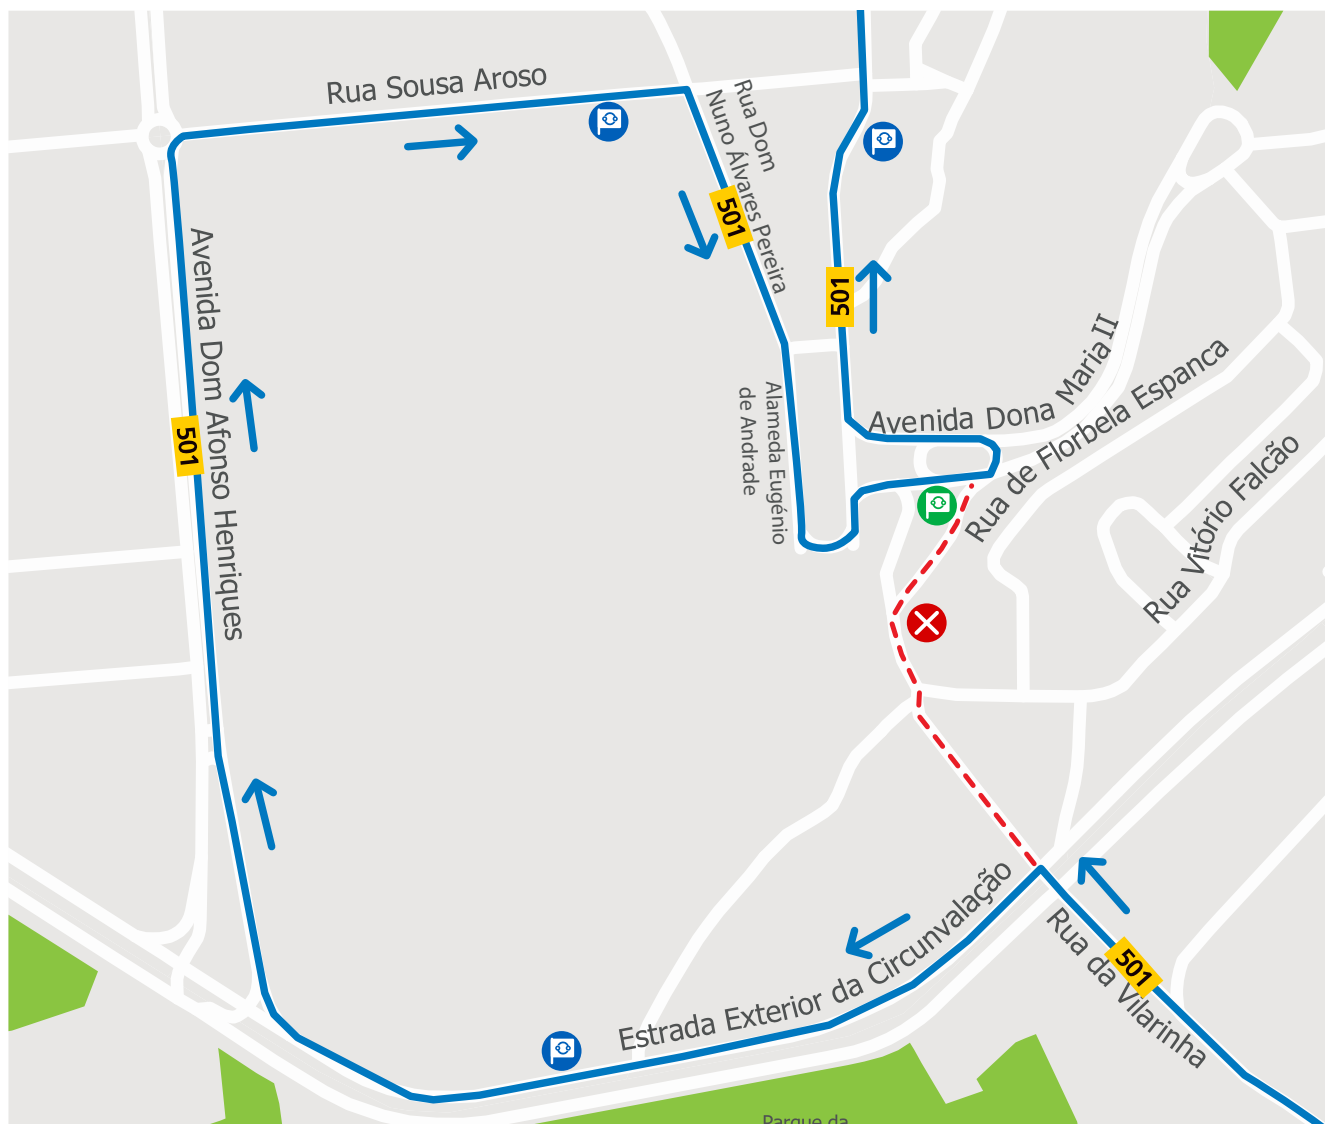 Rua Sousa Aroso
Rua Dom
Nuno Álvares Pereira
501
501
Avenida Dom Afonso Henriques
501
Alameda Eugénio
de Andrade
Avenida Dona Maria II
Rua de Florbela Espanca
Rua Vitório Falcão
Estrada Exterior da Circunvalação
Rua da Vilarinha
501
Parque da